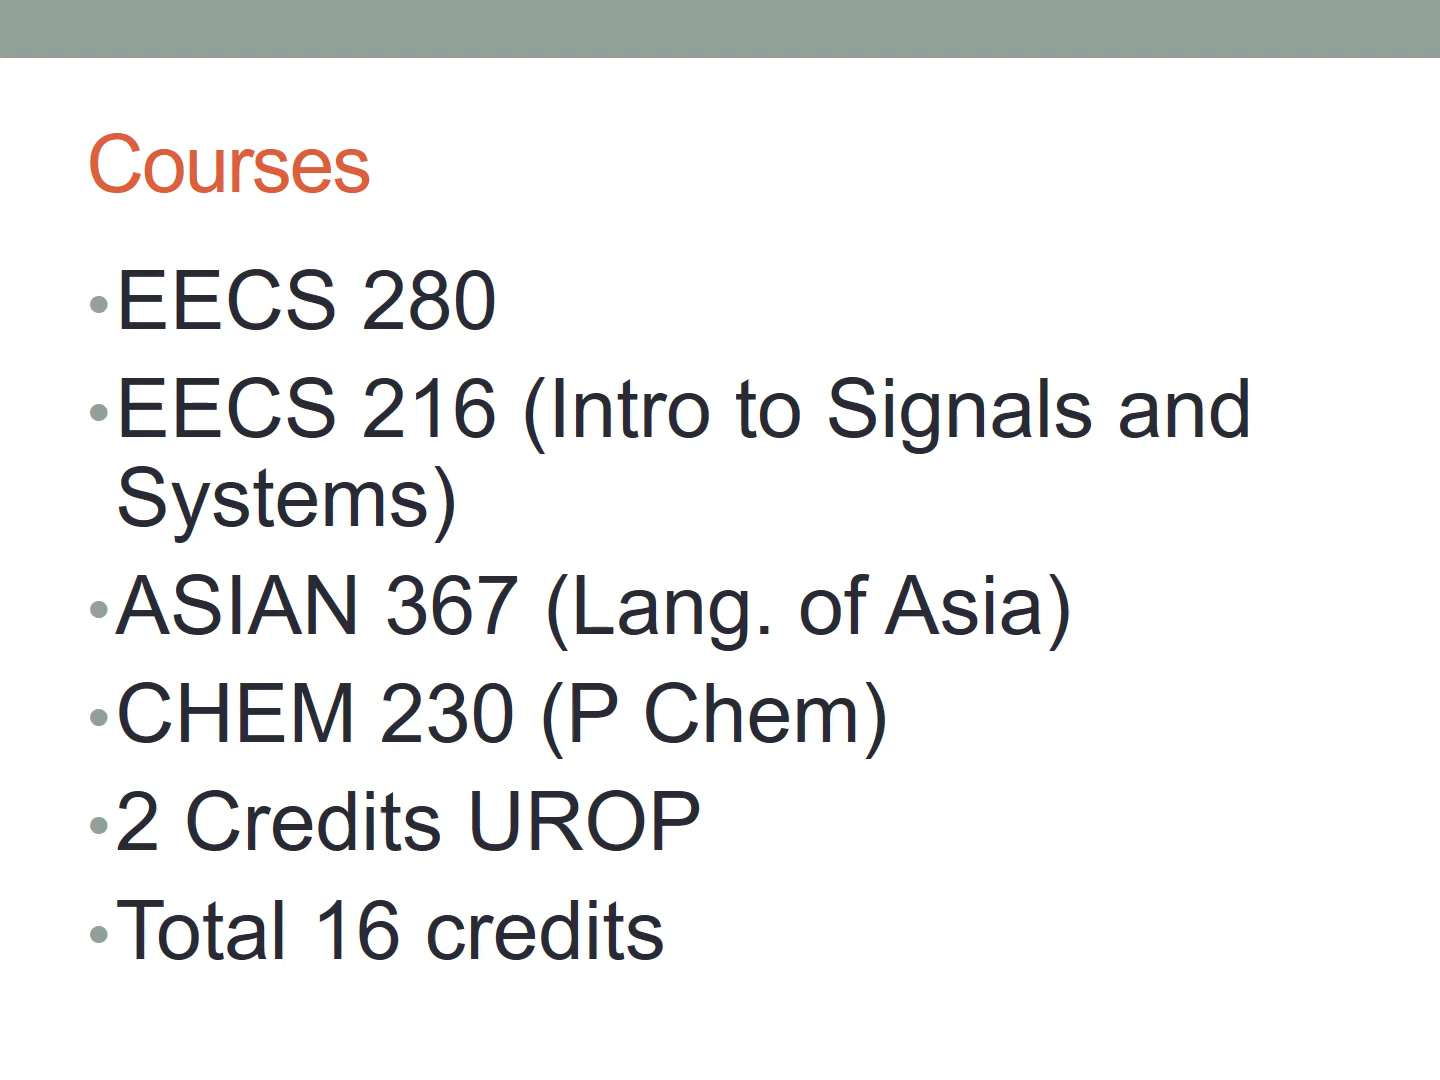 Courses
•EECS 280
•EECS 216 (Intro to Signals and
Systems)
•ASIAN 367 (Lang. of Asia)
•CHEM 230 (P Chem)
•2 Credits UROP
•Total 16 credits